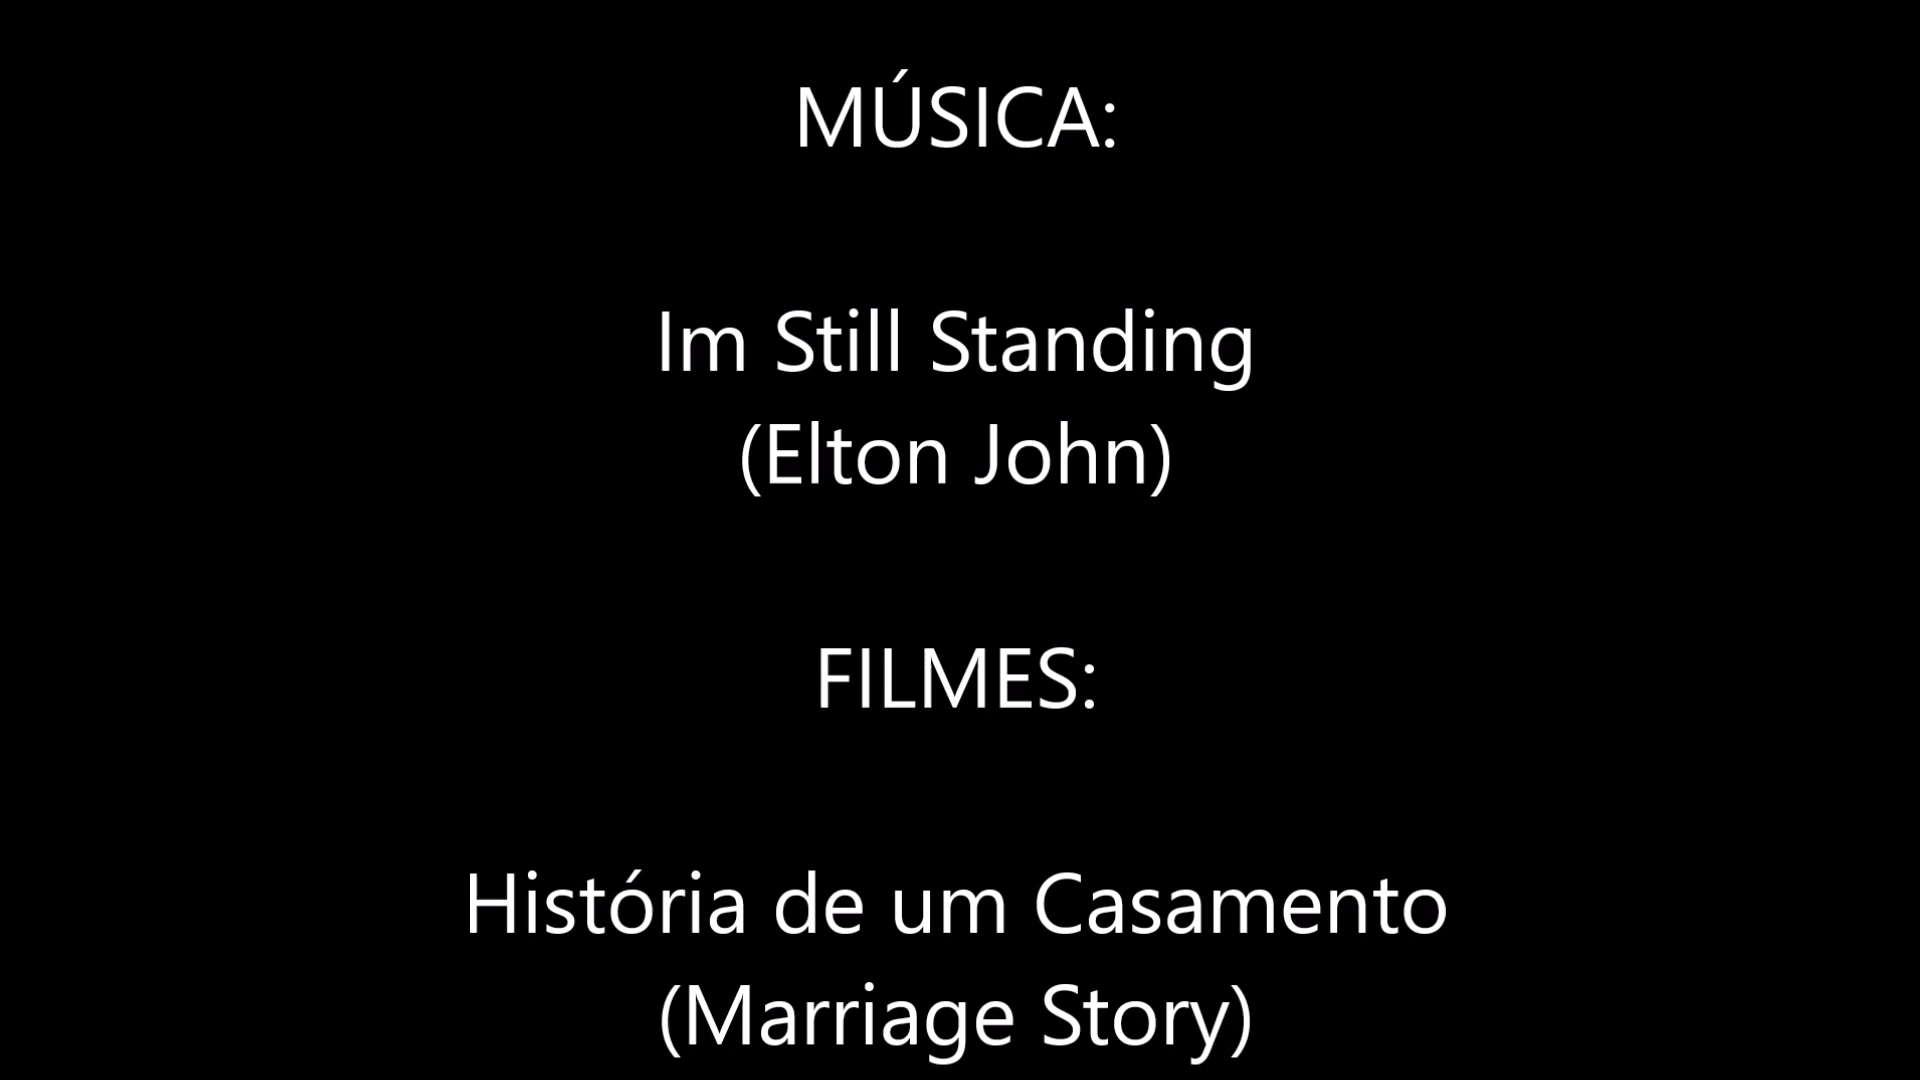 MÚSICA:
Im Still Standing
(Elton John)
FILMES:
História de um Casamento
(Marriage Story)